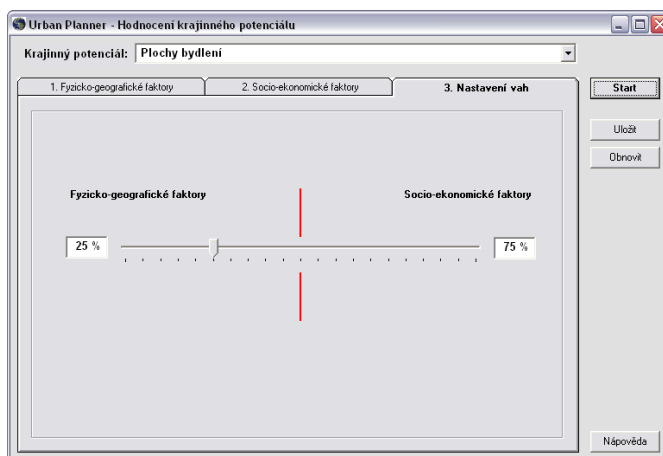 Urban Planner - Hodnocení krajinného potenciálu
Krajinný potenciál: Plochy bydlení
1. Fyzicko-geografické faktory 2. Socio-ekonomické faktory 3. Nastavení vah
Start
Uložit
Obnovit
Fyzicko-geografické faktory Socio-ekonomické faktory
25 % 75 %
Nápověda